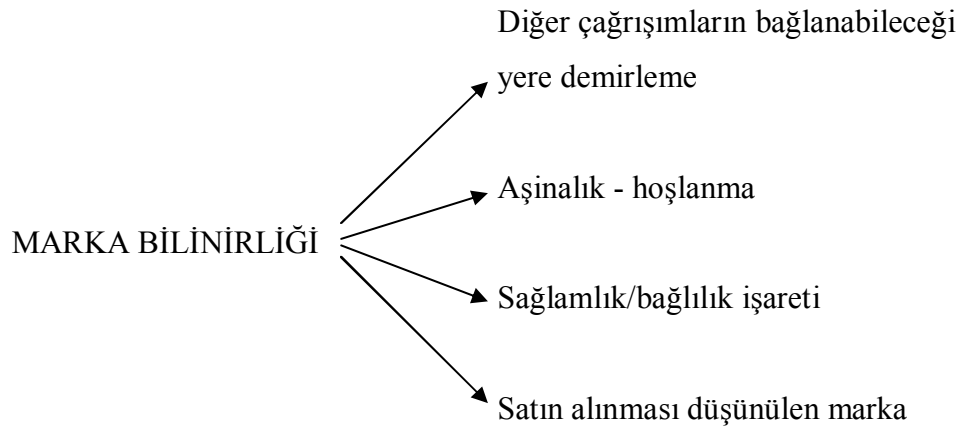 Diğer çağrışımların bağlanabileceği
yere demirleme
Aşinalık - hoşlanma
MARKA BİLİNİRLİĞİ
Sağlamlık/bağlılık işareti
Satın alınması düşünülen marka